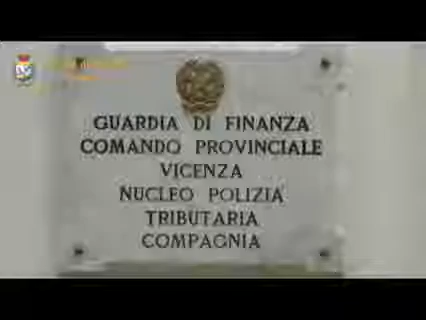 GUARDIA DI FINANZA
COMANDO PROVINCIALE
VICENZA
NUCLEO POLIZIA
TRIBUTARIA
COMPAGNIA